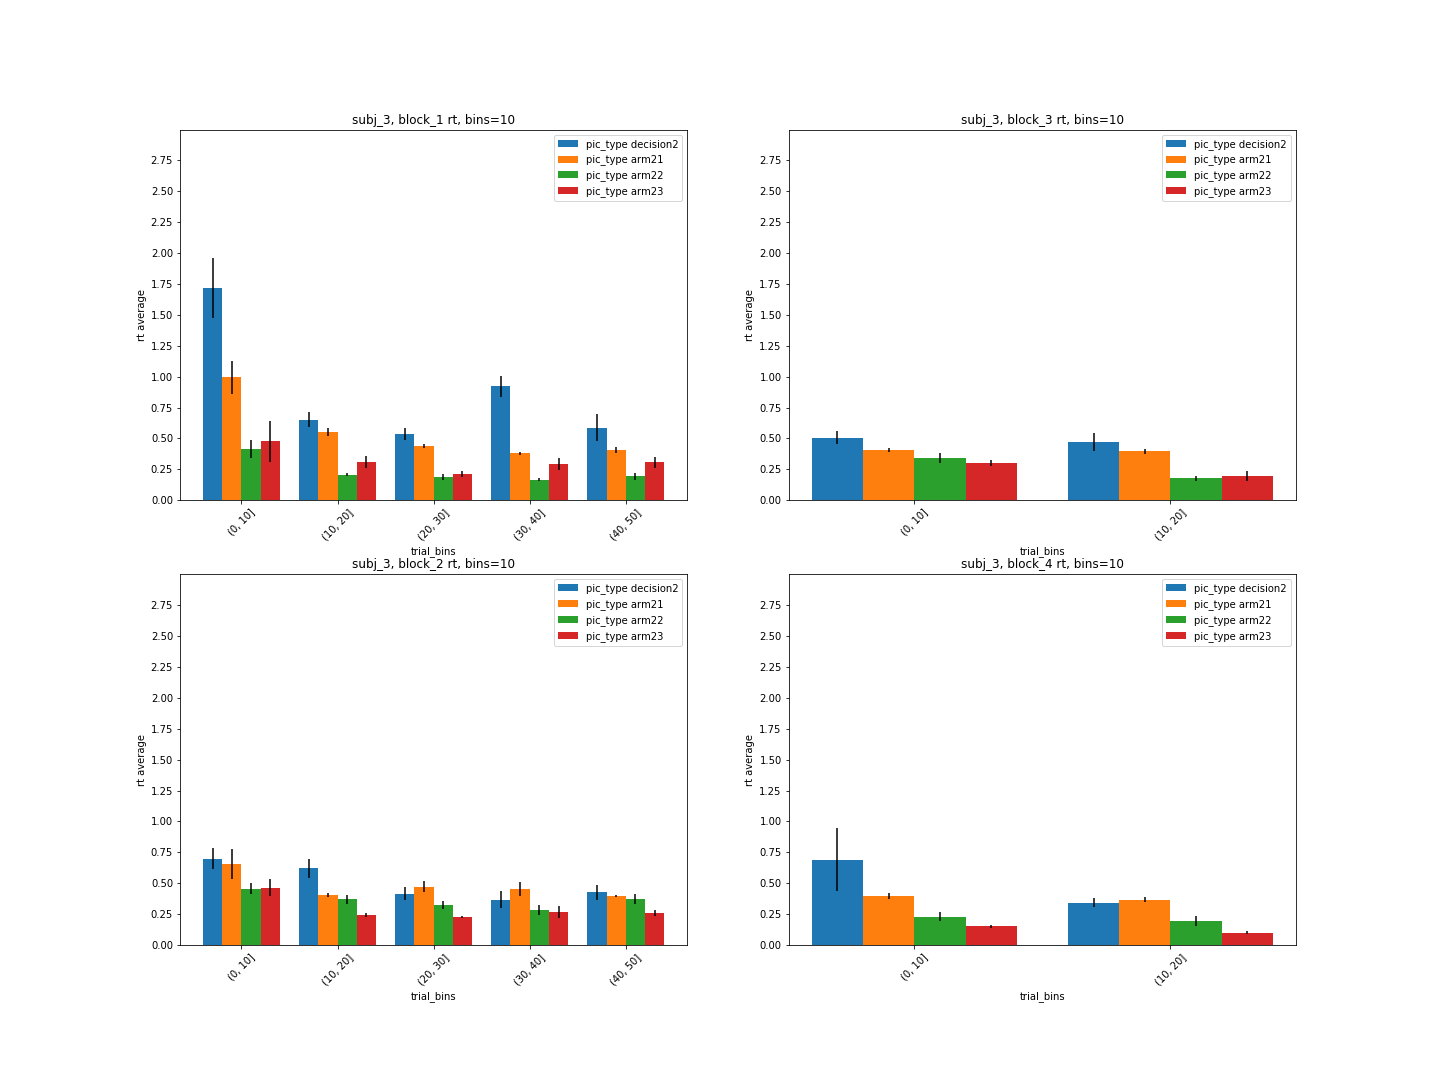 subj_3, block_1 rt, bins=10
pic_type decision2
pic_type arm21
pic_type arm22
pic_type arm23
2.75
2.50
2.25
2.00
1.75
1.50
1.25
1.00
0.75
0.50
0.25
0.00
rt average
(0, 10]
(10, 20]
(20, 30]
(30, 40]
(40, 50]
trial_bins
subj_3, block_3 rt, bins=10
pic_type decision2
pic_type arm21
pic_type arm22
pic_type arm23
2.75
2.50
2.25
2.00
1.75
1.50
1.25
1.00
0.75
0.50
0.25
0.00
rt average
(0, 10]
(10, 20]
trial_bins
subj_3, block_2 rt, bins=10
pic_type decision2
pic_type arm21
pic_type arm22
pic_type arm23
2.75
2.50
2.25
2.00
1.75
1.50
1.25
1.00
0.75
0.50
0.25
0.00
rt average
(0, 10]
(10, 20]
(20, 30]
(30, 40]
(40, 50]
trial_bins
subj_3, block_4 rt, bins=10
pic_type decision2
pic_type arm21
pic_type arm22
pic_type arm23
2.75
2.50
2.25
2.00
1.75
1.50
1.25
1.00
0.75
0.50
0.25
0.00
rt average
(0, 10]
(10, 20]
trial_bins